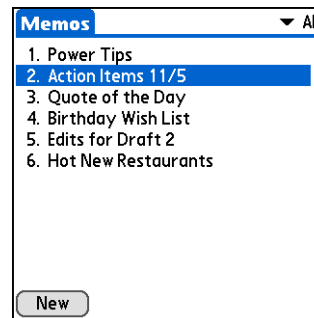 Memos
1. Power Tips
2. Action Items 11/5
3. Quote of the Day
4. Birthday Wish List
5. Edits for Draft 2
6. Hot New Restaurants
New